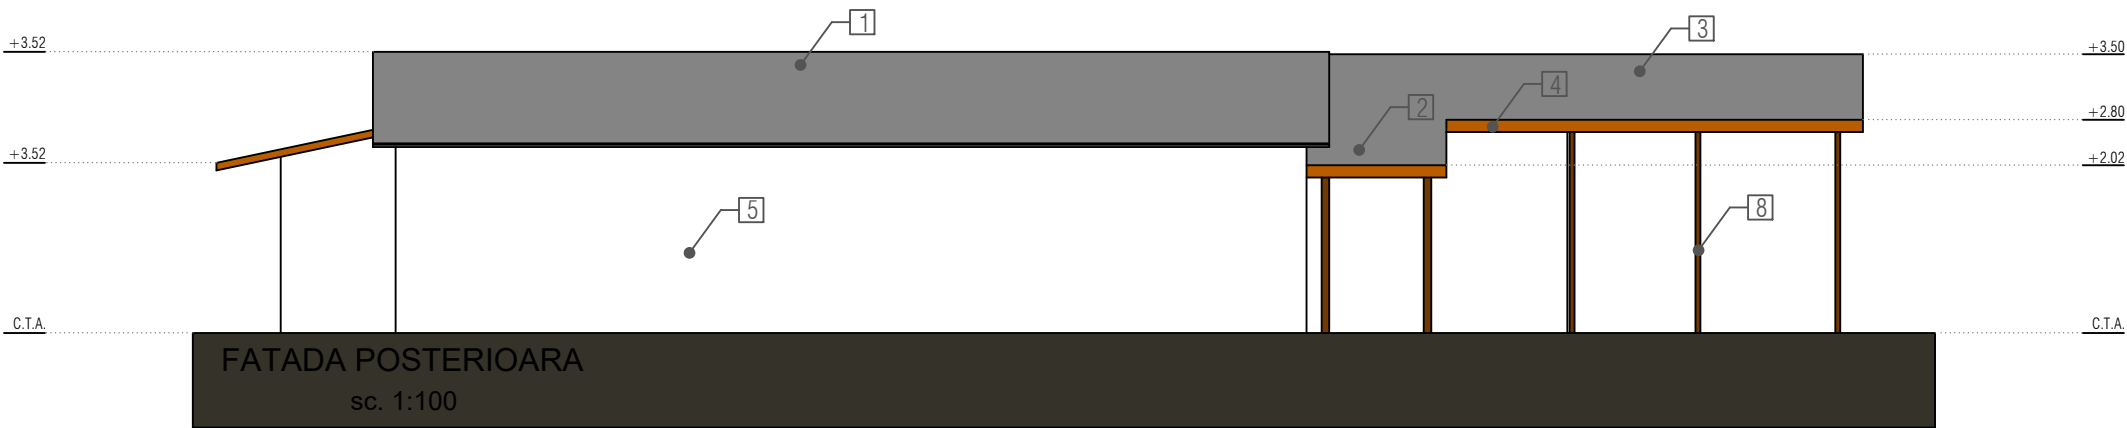 1
3
+3.52
+3.50
4
2
+2.80
+3.52
+2.02
5
8
C.T.A.
C.T.A.
FATADA POSTERIOARA
sc. 1:100